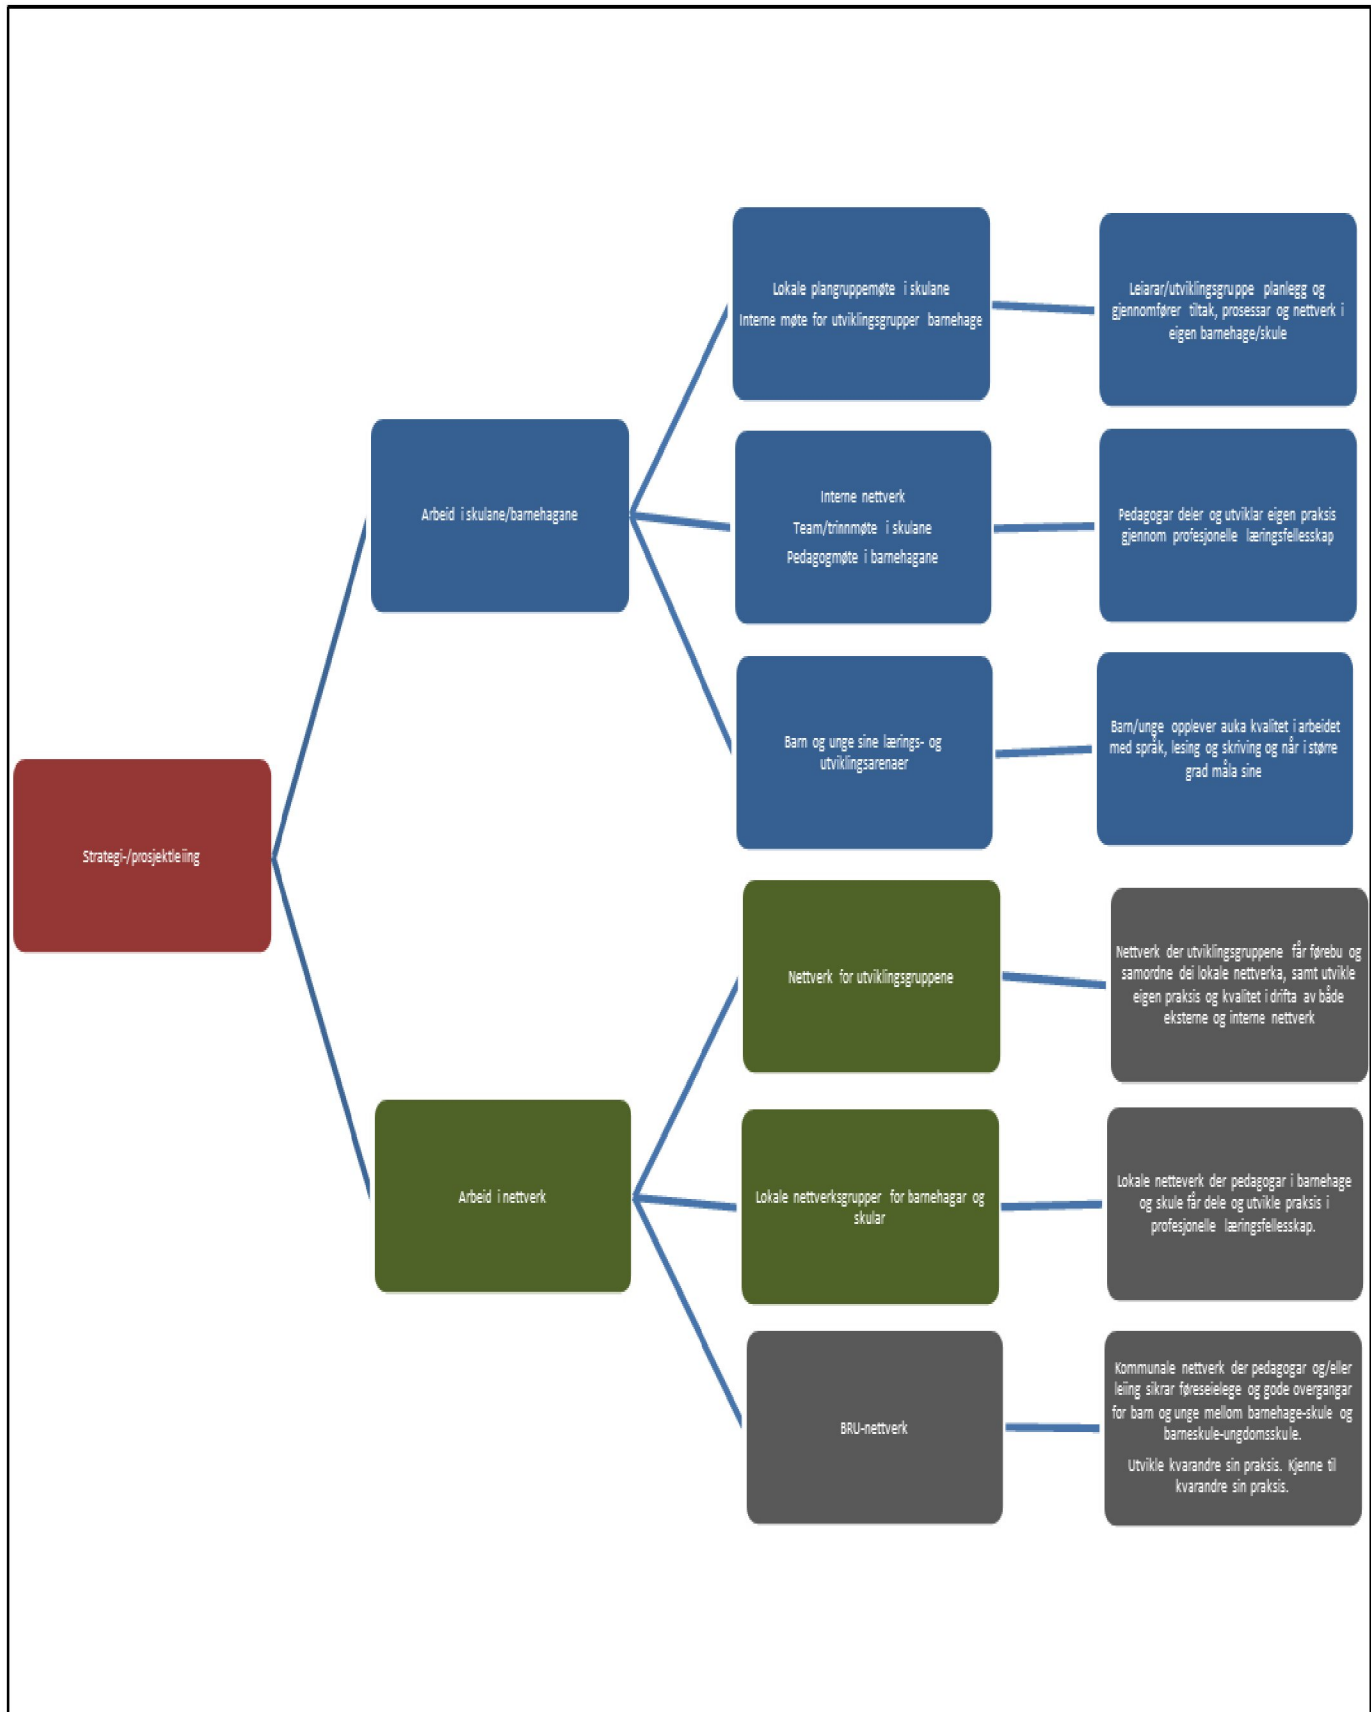 Strategi-/prosjektleiing
Arbeid i skulane/barnehagane
Lokale plangruppemøte i skulane
Interne møte for utviklingsgrupper barnehage
Leiarar/utviklingsgruppe planlegg og
gjennomfører tiltak, prosessar og nettverk i
eigen barnehage/skule
Interne nettverk
Team/trinnmøte i skulane
Pedagogmøte i barnehagane
Pedagogar deler og utviklar eigen praksis
gjennom profesjonelle læringsfellesskap
Barn og unge sine lærings- og
utviklingsarenaer
Barn/unge opplever auka kvalitet i arbeidet
med språk, lesing og skriving og når i større
grad måla sine
Arbeid i nettverk
Nettverk for utviklingsgruppene
Nettverk der utviklingsgruppene får førebu og
samordne dei lokale nettverka, samt utvikle
eigen praksis og kvalitet i drifta av både
eksterne og interne nettverk
Lokale nettverksgrupper for barnehagar og
skular
Lokale netteverk der pedagogar i barnehage
og skule får dele og utvikle praksis i
profesjonelle læringsfellesskap.
BRU-nettverk
Kommunale nettverk der pedagogar og/eller
leiing sikrar føreseielege og gode overgangar
for barn og unge mellom barnehage-skule og
barneskule-ungdomsskule.
Utvikle kvarandre sin praksis. Kjenne til
kvarandre sin praksis.